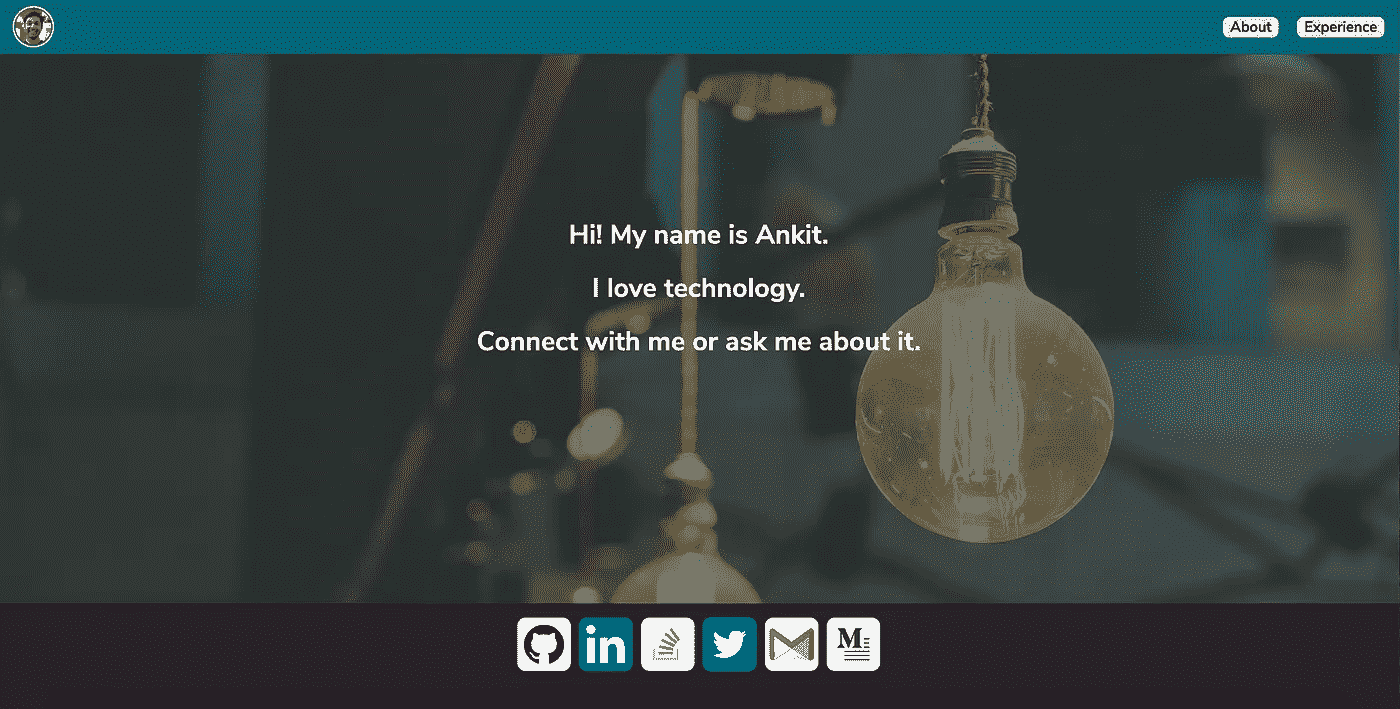 About
Experience
Hi! My name is Ankit.
I love technology.
Connect with me or ask me about it.
in
M